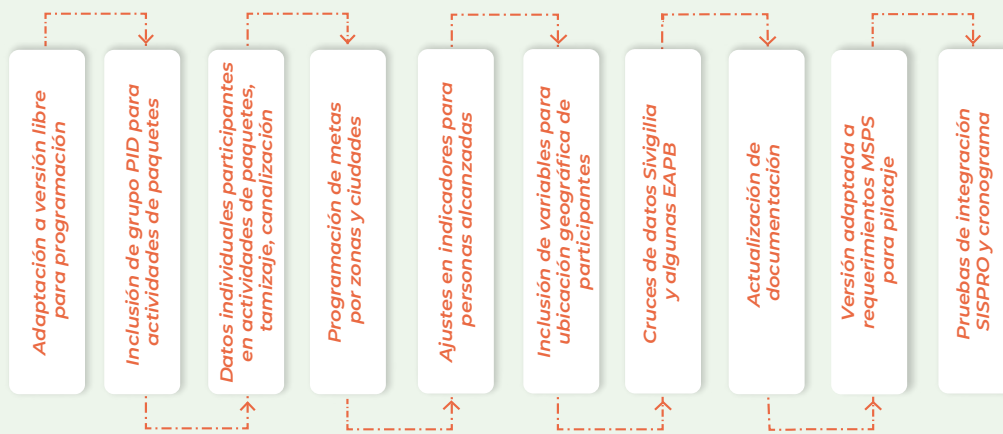 Adaptación a versión libre
para programación
Inclusión de grupo PID para
actividades de paquetes
Datos individuales participantes
en actividades de paquetes,
tamizaje, canalización
Programación de metas
por zonas y ciudades
Ajustes en indicadores para
personas alcanzadas
Inclusión de variables para
ubicación geográfica de
participantes
Cruces de datos Sivigilia
y algunas EAPB
Actualización de
documentación
Versión adaptada a
requerimientos MSPS
para pilotaje
Pruebas de integración
SISPRO y cronograma